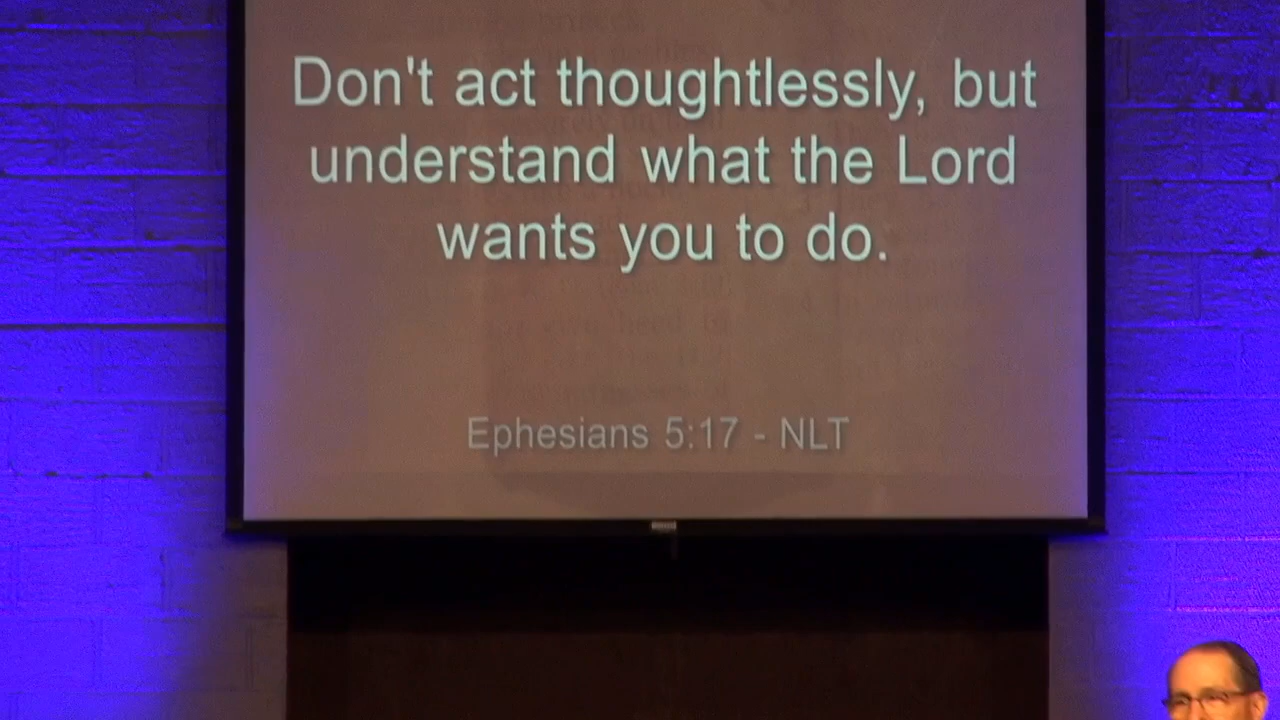 Don't act thoughtlessly, but
understand what the Lord
wants you to do.
Ephesians 5:17 - NLT